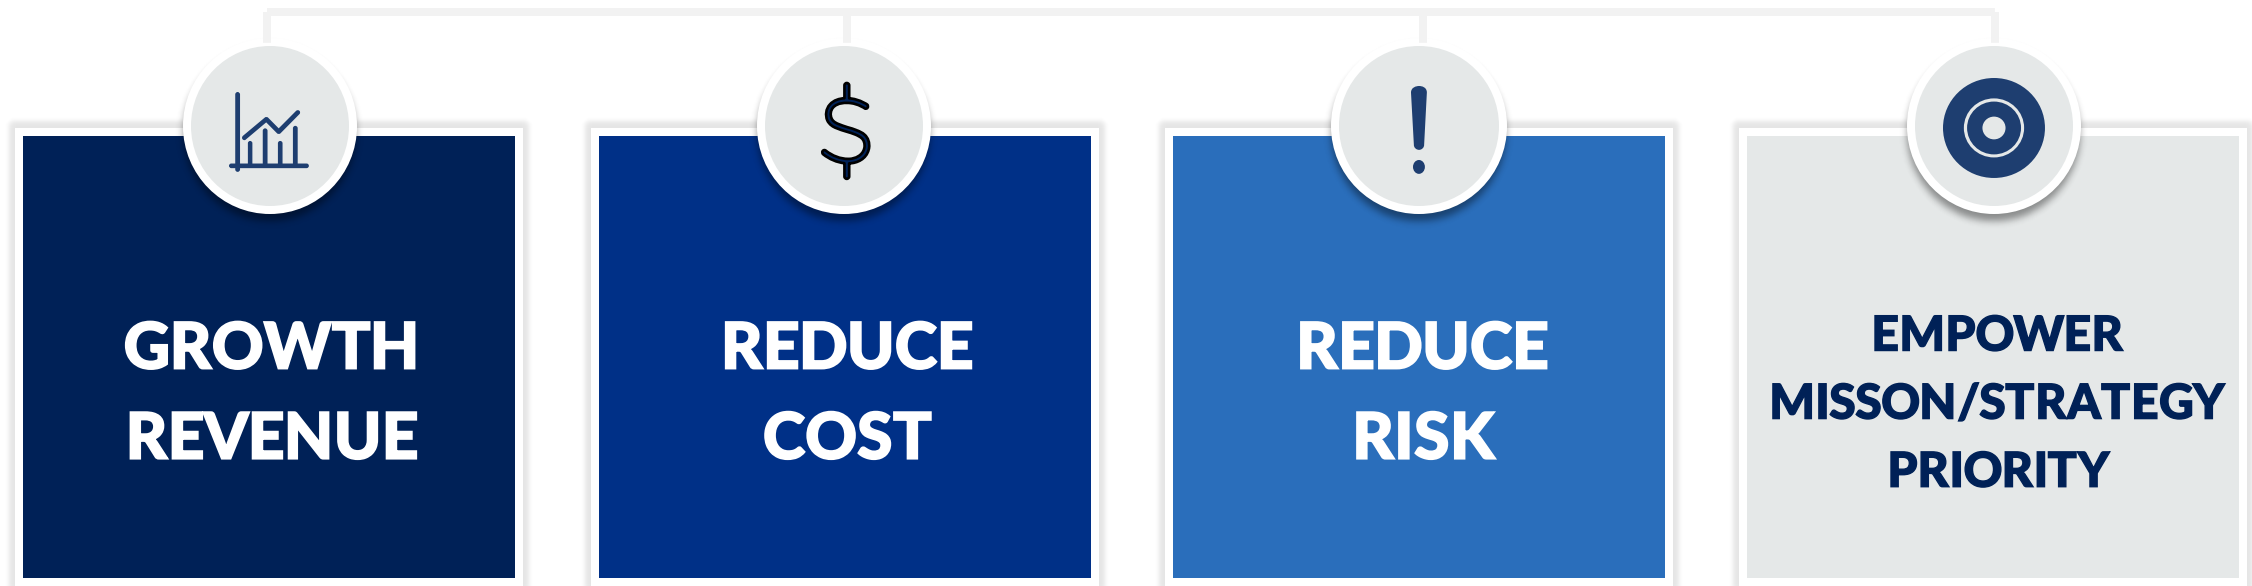 GROWTH
REVENUE
REDUCE
COST
REDUCE
RISK
EMPOWER
MISSON/STRATEGY
PRIORITY